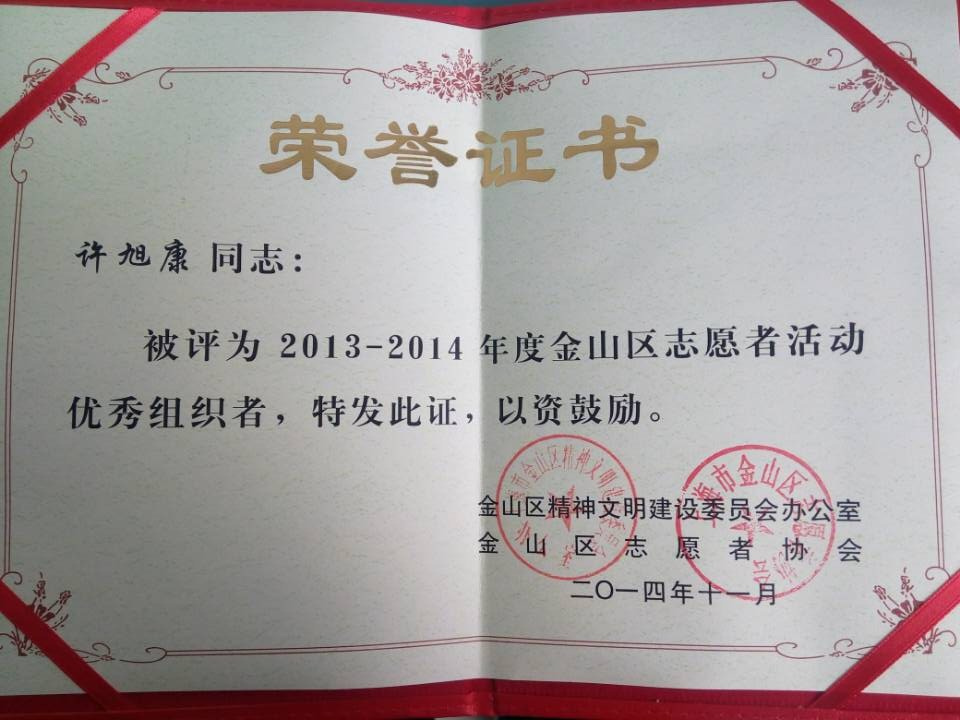 荣誉证书
许旭康 同志：
被评为 2013-2014 年度金山区志愿者活动
优秀组织者，特发此证，以资鼓励。
金山区精神文明建设委员会办公室
金山区志愿者协会
二〇一四年十一月